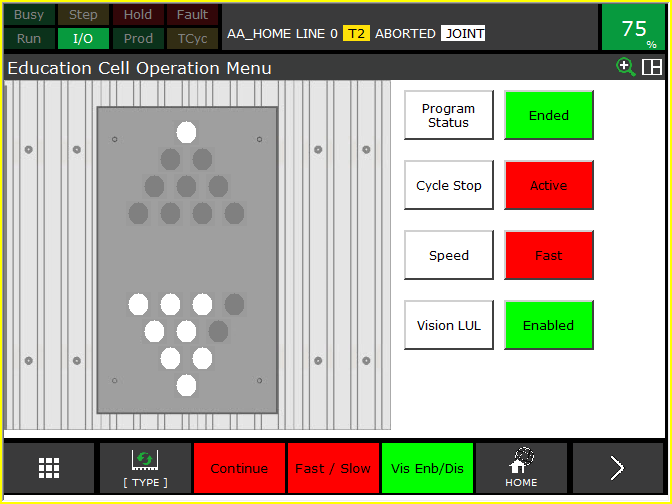 Busy Step Hold Fault
Run I/O Prod TCyc
AA_HOME LINE 0 T2 ABORTED JOINT
75
%
Education Cell Operation Menu
Program
Status
Ended
Cycle Stop
Active
Speed
Fast
Vision LUL
Enabled
[ TYPE ]
Continue
Fast / Slow
Vis Enb/Dis
HOME